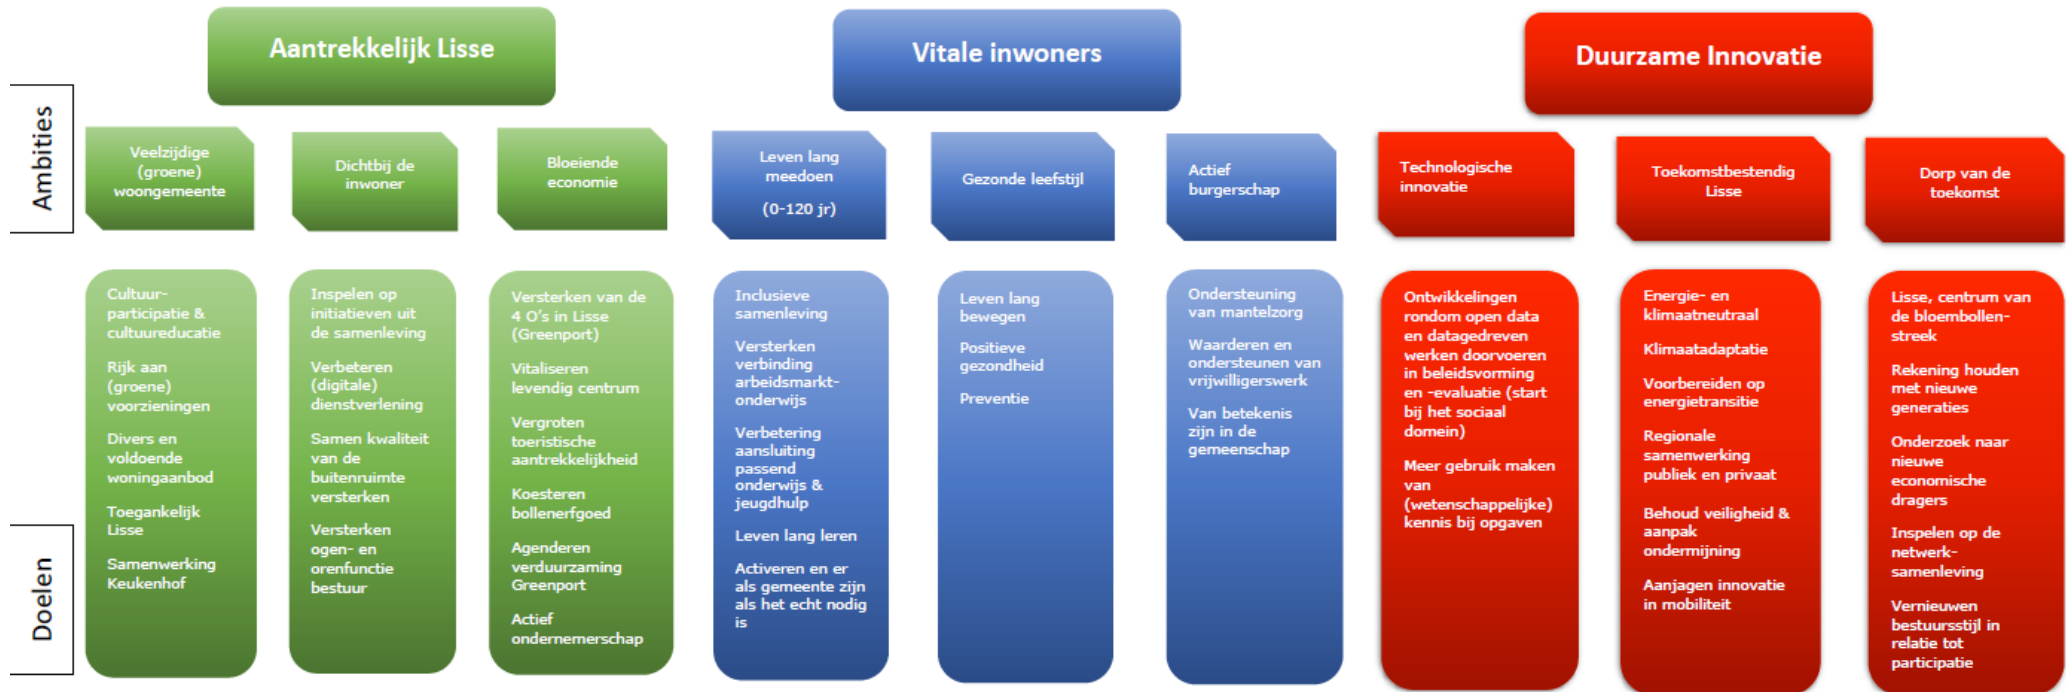 Aantrekkelijk Lisse
Vitale inwoners
Duurzame Innovatie
Ambities
Veelzijdige
(groene)
woongemeente
Dichtbij de
inwoner
Bloeiende
economie
Leven lang
meedoen
(0-120 jr)
Gezonde leefstijl
Actief
burgerschap
Technologische
innovatie
Toekomstbestendig
Lisse
Dorp van de
toekomst
Doelen
Cultuur-
participatie &
cultuureducatie
Rijk aan
(groene)
voorzieningen
Divers en
voldoende
woningaanbod
Toegankelijk
Lisse
Samenwerking
Keukenhof
Inspelen op
initiatieven uit
de samenleving
Verbeteren
(digitale)
dienstverlening
Samen kwaliteit
van de
buitenruimte
versterken
Versterken
ogen- en
orenfunctie
bestuur
Versterken van de
4 O's in Lisse
(Greenport)
Vitaliseren
levendig centrum
Vergroten
toeristische
aantrekkelijkheid
Koesteren
bollenerfgoed
Agenderen
verduurzaming
Greenport
Actief
ondernemerschap
Inclusieve
samenleving
Versterken
verbinding
arbeidsmarkt-
onderwijs
Verbetering
aansluiting
passend
onderwijs &
jeugdhulp
Leven lang leren
Activeren en er
als gemeente zijn
als het echt nodig
is
Leven lang
bewegen
Positieve
gezondheid
Preventie
Ondersteuning
van mantelzorg
Waarderen en
ondersteunen van
vrijwilligerswerk
Van betekenis
zijn in de
gemeenschap
Ontwikkelingen
rondom open data
en datagedreven
werken doorvoeren
in beleidsvorming
en -evaluatie (start
bij het sociaal
domein)
Meer gebruik maken
van
(wetenschappelijke)
kennis bij opgaven
Energie- en
klimaatneutraal
Klimaatadaptatie
Voorbereiden op
energietransitie
Regionale
samenwerking
publiek en privaat
Behoud veiligheid &
aanpak
ondermijning
Aanjagen innovatie
in mobiliteit
Lisse, centrum van
de bloembollen-
streek
Rekening houden
met nieuwe
generaties
Onderzoek naar
nieuwe
economische
dragers
Inspelen op de
netwerk-
samenleving
Vernieuwen
bestuursstijl in
relatie tot
participatie